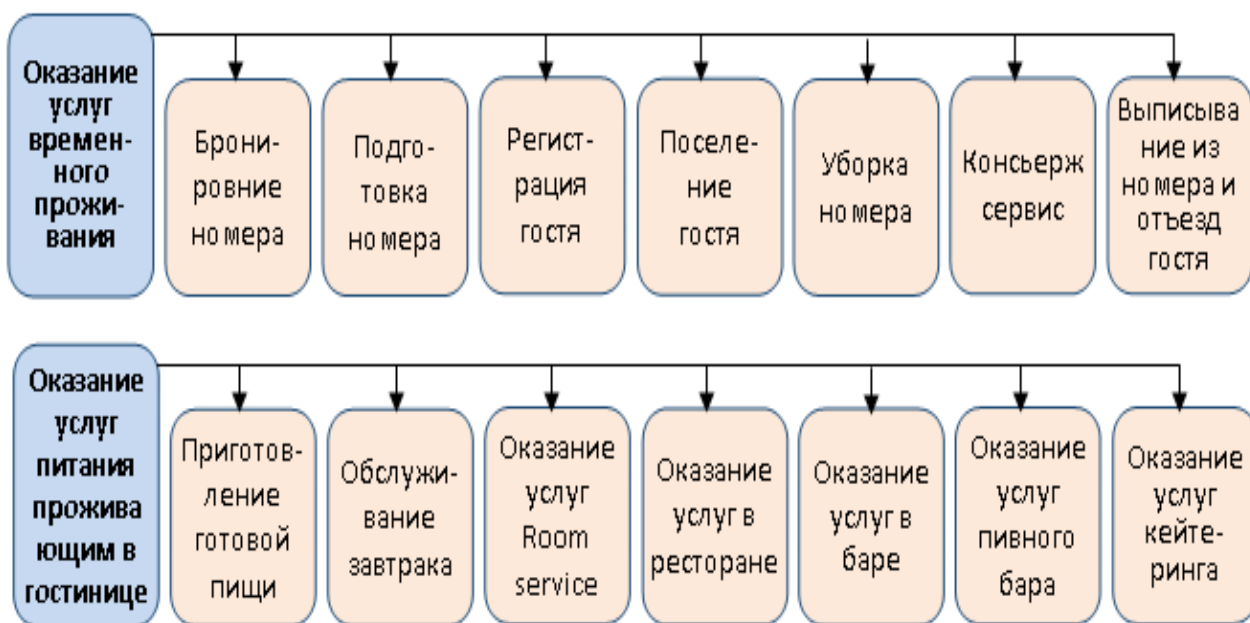 Оказание
услуг
времен-
ного
прожи-
вания
Брони-
ровние
номера
Подго-
товка
номера
Регист-
рация
гостя
Поселе-
ние
гостя
Уборка
номера
Консьерж
сервис
Выписыва
ние из
номера и
отъезд
гостя
Оказание
услуг
питания
прожива
ющим в
гостинице
Приготов-
ление
готовой
пищи
Обслужи-
вание
завтрака
Оказание
услуг
Room
service
Оказание
услуг в
ресторане
Оказание
услуг в
баре
Оказание
услуг
пивного
бара
Оказание
услуг
кейте-
ринга